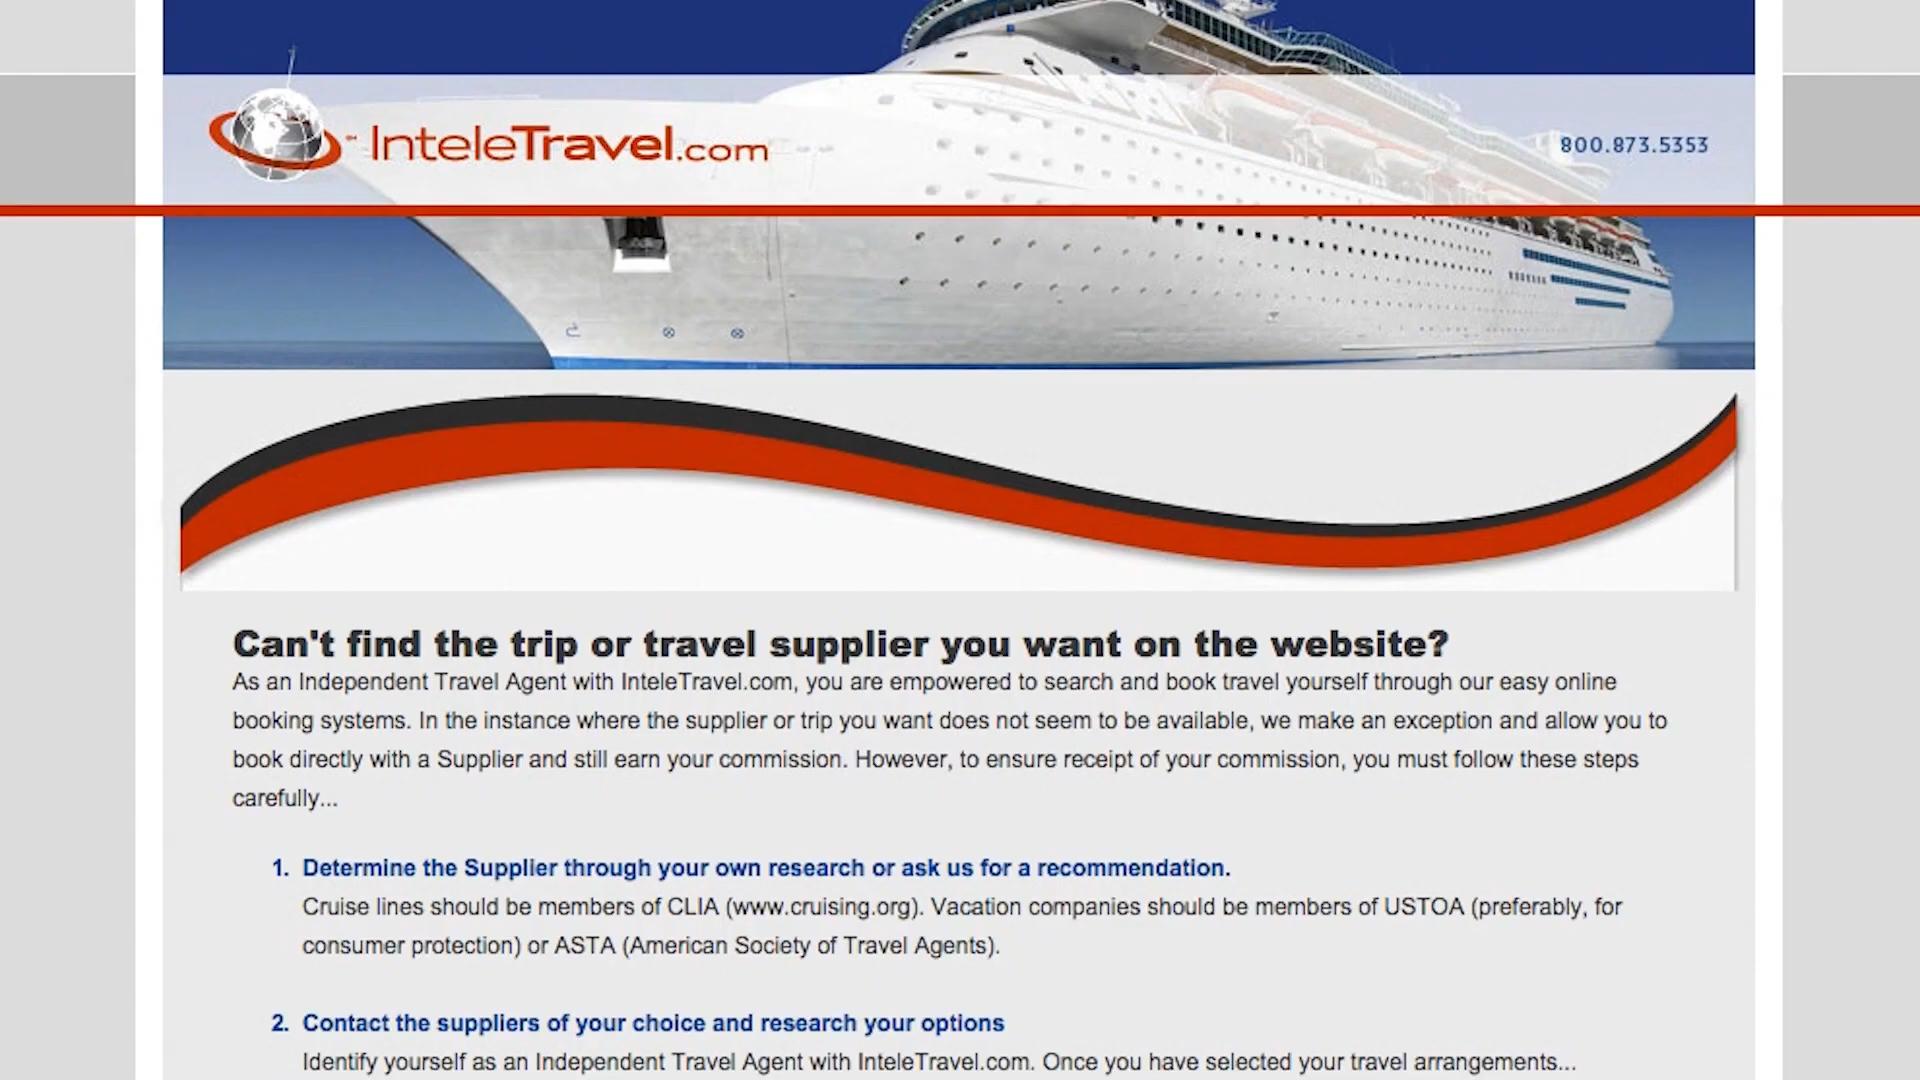 InteleTravel.com
800.873.5353
Can't find the trip or travel supplier you want on the website?
As an Independent Travel Agent with InteleTravel.com, you are empowered to search and book travel yourself through our easy online
booking systems. In the instance where the supplier or trip you want does not seem to be available, we make an exception and allow you to
book directly with a Supplier and still earn your commission. However, to ensure receipt of your commission, you must follow these steps
carefully...
1. Determine the Supplier through your own research or ask us for a recommendation.
Cruise lines should be members of CLIA (www.cruising.org). Vacation companies should be members of USTOA (preferably, for
consumer protection) or ASTA (American Society of Travel Agents).
2. Contact the suppliers of your choice and research your options
Identify yourself as an Independent Travel Agent with InteleTravel.com. Once you have selected your travel arrangements...